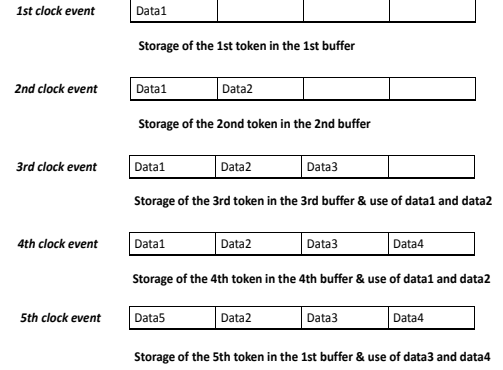 1st clock event Data1
Storage of the 1st token in the 1st buffer
2nd clock event Data1 Data2
Storage of the 2ond token in the 2nd buffer
3rd clock event Data1 Data2 Data3
Storage of the 3rd token in the 3rd buffer & use of data1 and data2
4th clock event Data1 Data2 Data3 Data4
Storage of the 4th token in the 4th buffer & use of data1 and data2
5th clock event Data5 Data2 Data3 Data4
Storage of the 5th token in the 1st buffer & use of data3 and data4